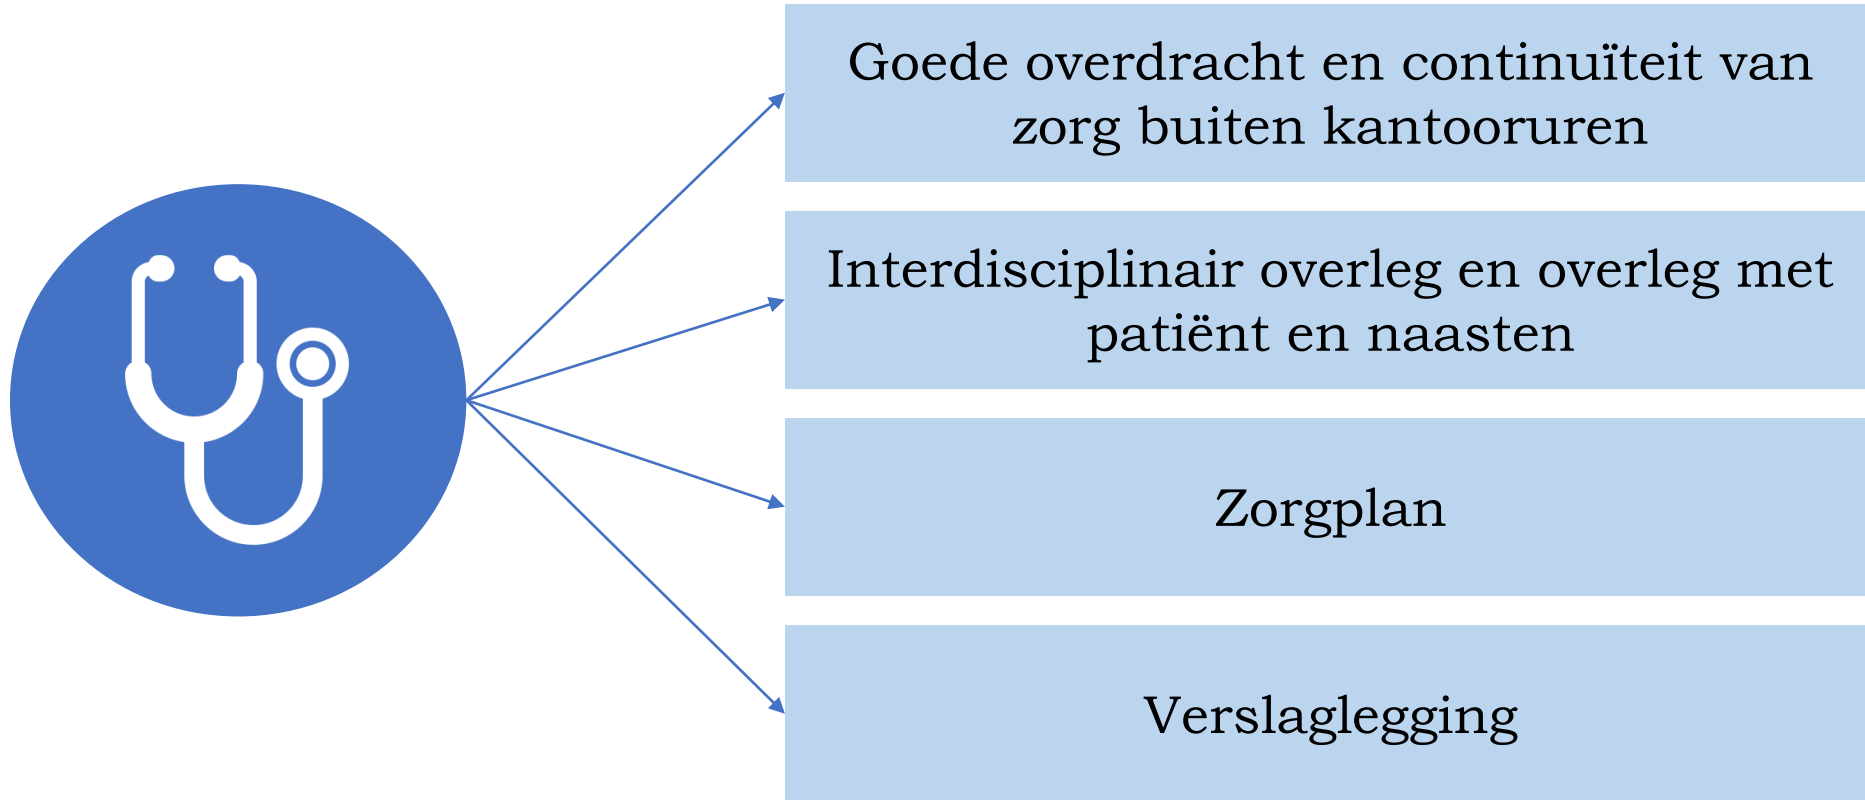 Goede overdracht en continuïteit van
zorg buiten kantooruren
Interdisciplinair overleg en overleg met
patiënt en naasten
Zorgplan
Verslaglegging